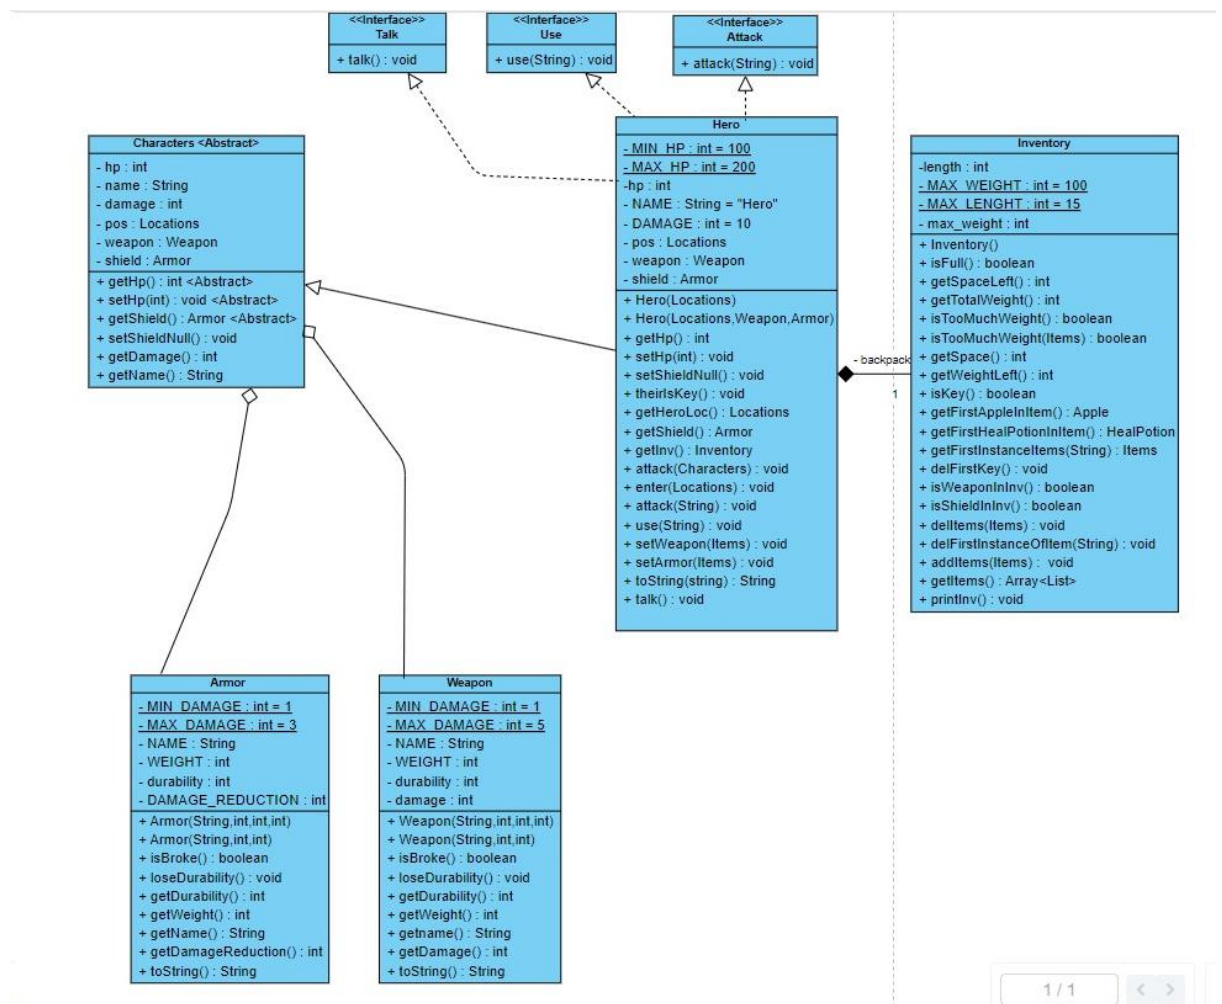 <<Interface>>
Talk
+ talk() : void
<<Interface>>
Use
+ use(String) : void
<<Interface>>
Attack
+ attack(String) : void
Characters <Abstract>
- hp : int
- name : String
- damage : int
- pos : Locations
- weapon : Weapon
- shield : Armor
+ getHp() : int <Abstract>
+ setHp(int) : void <Abstract>
+ getShield() : Armor <Abstract>
+ setShieldNull() : void
+ getDamage() : int
+ getName() : String
Hero
- MIN_HP : int = 100
- MAX_HP : int = 200
-hp : int
- NAME : String = "Hero"
- DAMAGE : int = 10
- pos : Locations
- weapon : Weapon
- shield : Armor
+ Hero(Locations)
+ Hero(Locations,Weapon,Armor)
+ getHp() : int
+ setHp(int) : void
+ setShieldNull() : void
+ theirIsKey() : void
+ getHeroLoc() : Locations
+ getShield() : Armor
+ getInv() : Inventory
+ attack(Characters) : void
+ enter(Locations) : void
+ attack(String) : void
+ use(String) : void
+ setWeapon(Items) : void
+ setArmor(Items) : void
+ toString(string) : String
+ talk() : void
- backpack
1
Inventory
-length : int
- MAX_WEIGHT : int = 100
- MAX_LENGHT : int = 15
- max_weight : int
+ Inventory()
+ isFull() : boolean
+ getSpaceLeft() : int
+ getTotalWeight() : int
+ isTooMuchWeight() : boolean
+ isTooMuchWeight(Items) : boolean
+ getSpace() : int
+ getWeightLeft() : int
+ isKey() : boolean
+ getFirstAppleInItem() : Apple
+ getFirstHealPotionInItem() : HealPotion
+ getFirstInstanceItems(String) : Items
+ delFirstKey() : void
+ isWeaponInInv() : boolean
+ isShieldInInv() : boolean
+ delItems(Items) : void
+ delFirstInstanceOfItem(String) : void
+ addItems(Items) : void
+ getItems() : Array<List>
+ printInv() : void
Armor
- MIN_DAMAGE : int = 1
- MAX_DAMAGE : int = 3
- NAME : String
- WEIGHT : int
- durability : int
- DAMAGE_REDUCTION : int
+ Armor(String,int,int,int)
+ Armor(String,int,int)
+ isBroke() : boolean
+ loseDurability() : void
+ getDurability() : int
+ getWeight() : int
+ getName() : String
+ getDamageReduction() : int
+ toString() : String
Weapon
- MIN_DAMAGE : int = 1
- MAX_DAMAGE : int = 5
- NAME : String
- WEIGHT : int
- durability : int
- damage : int
+ Weapon(String,int,int,int)
+ Weapon(String,int,int)
+ isBroke() : boolean
+ loseDurability() : void
+ getDurability() : int
+ getWeight() : int
+ getname() : String
+ getDamage() : int
+ toString() : String
1 / 1